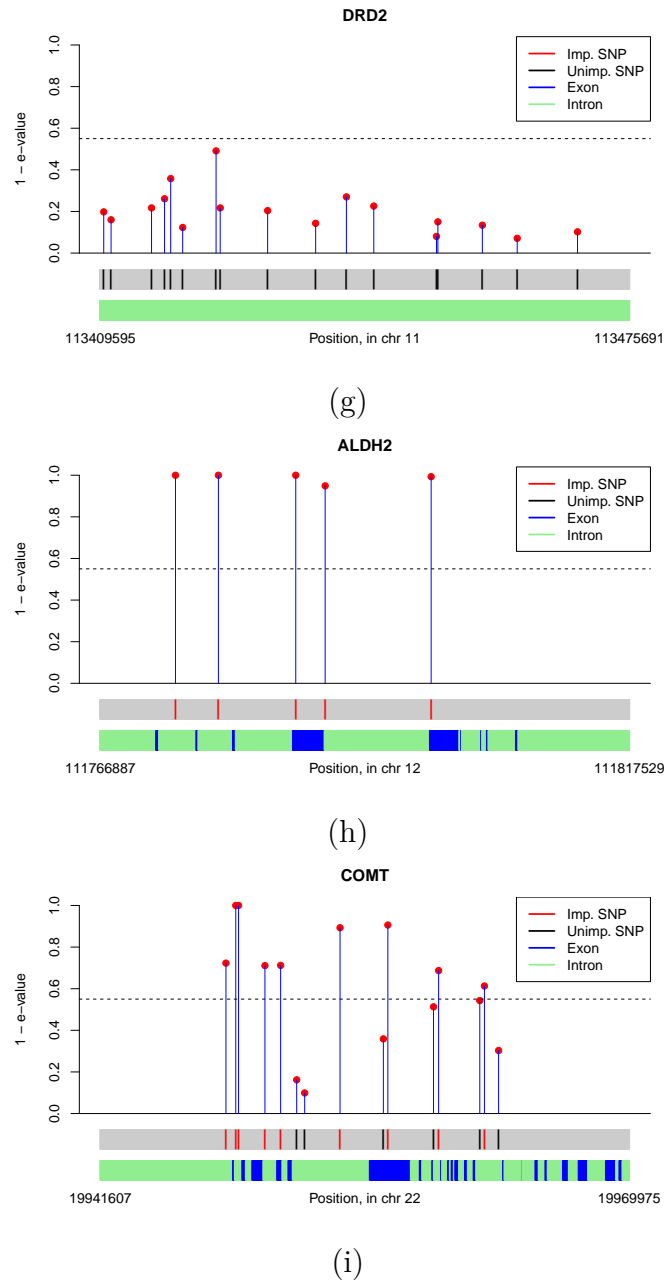 DRD2
1 − e−value
1.0
0.8
0.6
0.4
0.2
0.0
Imp. SNP
Unimp. SNP
Exon
Intron
113409595 Position, in chr 11 113475691
(g)
ALDH2
1 − e−value
1.0
0.8
0.6
0.4
0.2
0.0
Imp. SNP
Unimp. SNP
Exon
Intron
111766887 Position, in chr 12 111817529
(h)
COMT
1 − e−value
1.0
0.8
0.6
0.4
0.2
0.0
Imp. SNP
Unimp. SNP
Exon
Intron
19941607 Position, in chr 22 19969975
(i)